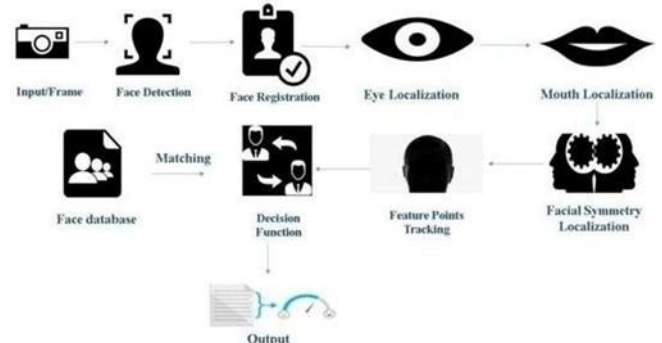 Input/Frame
Face Detection
Face Registration
Eye Localization
Mouth Localization
Matching
Face database
Decision
Function
Feature Points
Tracking
Facial Symmetry
Localization
Output